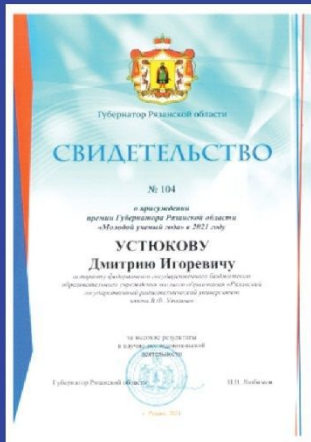 Губернатор Рязанской области
СВИДЕТЕЛЬСТВО
№ 104
о присуждении
премии Губернатора Рязанской области
«Молодой ученый года» в 2021 году
УСТЮКОВУ
Дмитрию Игоревичу
аспиранту федерального государственного бюджетного
образовательного учреждения высшего образования «Рязанский
государственный радиотехнический университет
имени В.Ф. Уткина»
за высокие результаты
в научно-исследовательской
деятельности
Губернатор Рязанской области
Н.В. Любимов
г. Рязань, 2021